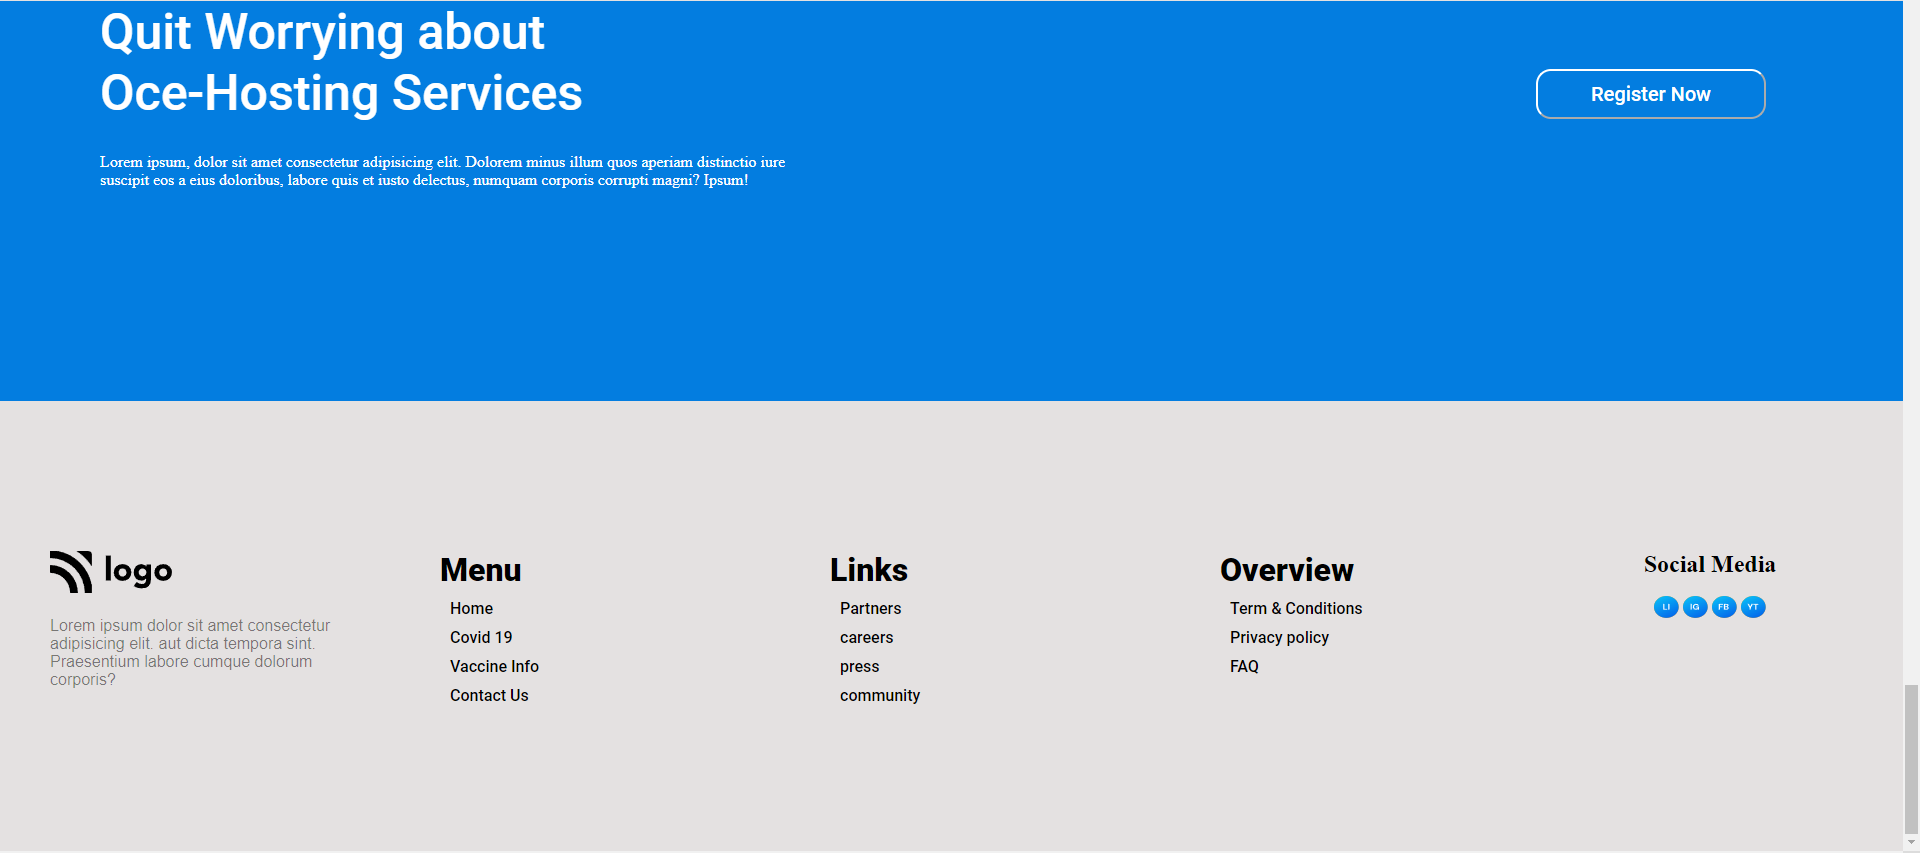 Quit Worrying about
Oce-Hosting Services
Register Now
Lorem ipsum, dolor sit amet consectetur adipisicing elit. Dolorem minus illum quos aperiam distinctio iure
suscipit eos a eius doloribus, labore quis et iusto delectus, numquam corporis corrupti magni? Ipsum!
logo
Lorem ipsum dolor sit amet consectetur
adipisicing elit. aut dicta tempora sint.
Praesentium labore cumque dolorum
corporis?
Menu
Home
Covid 19
Vaccine Info
Contact Us
Links
Partners
careers
press
community
Overview
Term & Conditions
Privacy policy
FAQ
Social Media
LI IG FB YT